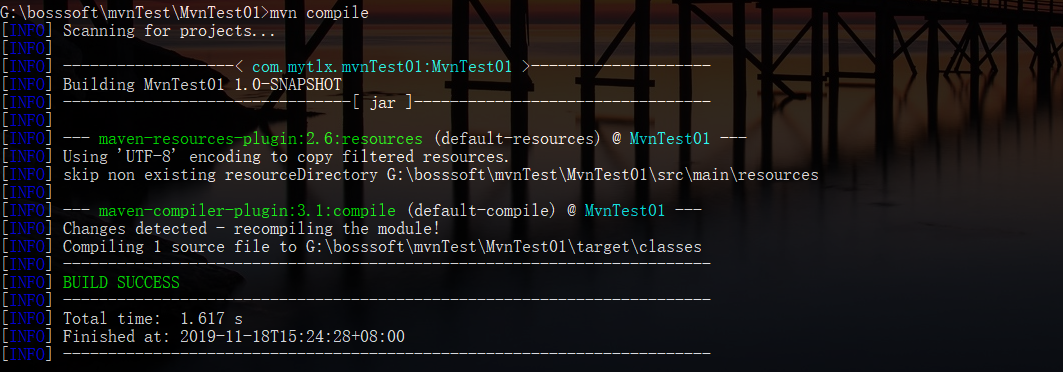 G:\bosssoft\mvnTest\MvnTest01>mvn compile
[INFO] Scanning for projects...
[INFO]
[INFO] -------------------< com.mytlx.mvnTest01:MvnTest01 >--------------------
[INFO] Building MvnTest01 1.0-SNAPSHOT
[INFO] --------------------------------[ jar ]---------------------------------
[INFO]
[INFO] --- maven-resources-plugin:2.6:resources (default-resources) @ MvnTest01 ---
[INFO] Using 'UTF-8' encoding to copy filtered resources.
[INFO] skip non existing resourceDirectory G:\bosssoft\mvnTest\MvnTest01\src\main\resources
[INFO]
[INFO] --- maven-compiler-plugin:3.1:compile (default-compile) @ MvnTest01 ---
[INFO] Changes detected - recompiling the module!
[INFO] Compiling 1 source file to G:\bosssoft\mvnTest\MvnTest01\target\classes
[INFO] ------------------------------------------------------------------------
[INFO] BUILD SUCCESS
[INFO] ------------------------------------------------------------------------
[INFO] Total time:  1.617 s
[INFO] Finished at: 2019-11-18T15:24:28+08:00
[INFO] ------------------------------------------------------------------------